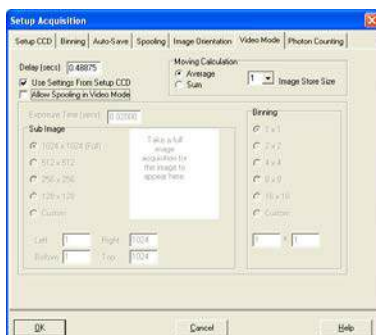 Setup Acquisition
Setup CCD Binning Auto-Save Spooling Image Orientation Video Mode Photon Counting
Delay (secs) 0.48875
Use Settings From Setup CCD
Allow Spooling in Video Mode
Moving Calculation
Average
Sum
1 Image Store Size
Exposure Time (secs)
Sub Image
1024 x 1024 (Full)
512 x 512
256 x 256
128 x 128
Custom
Take a full
image
acquisition for
the image to
appear here.
Left 1 Right 1024
Bottom 1 Top 1024
Binning
1 x 1
2 x 2
4 x 4
8 x 8
16 x 16
Custom
1 x 1
OK Cancel Help